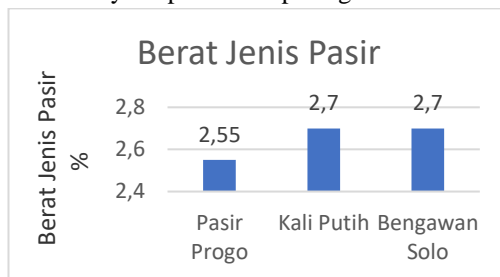 Berat Jenis Pasir
Berat Jenis Pasir
%
2,8
2,6
2,4
2,55
2,7
2,7
Pasir
Progo
Kali Putih
Bengawan
Solo